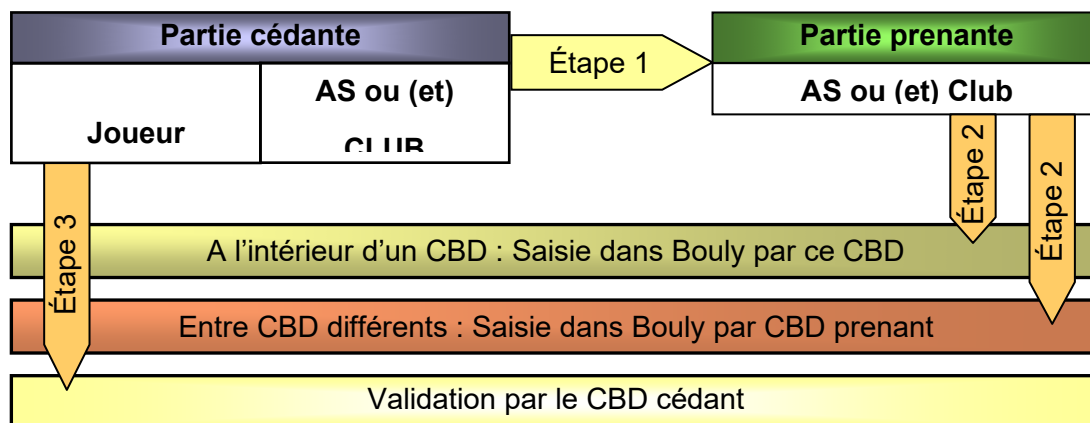 Partie cédante
Étape 1
Partie prenante
Joueur
AS ou (et)
CLUB
AS ou (et) Club
Étape 2
Étape 2
Étape 3
A l’intérieur d’un CBD : Saisie dans Bouly par ce CBD
Entre CBD différents : Saisie dans Bouly par CBD prenant
Validation par le CBD cédant